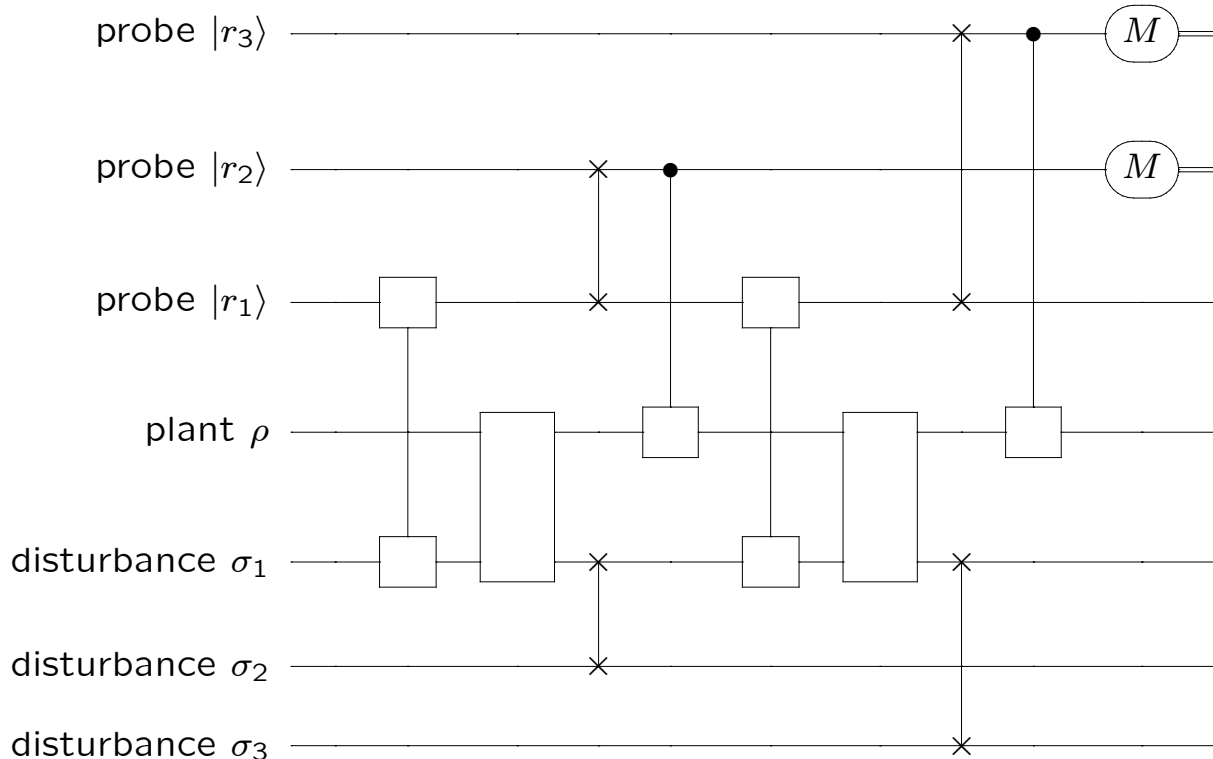 probe |r₃⟩ M
probe |r₂⟩ M
probe |r₁⟩
plant ρ
disturbance σ₁
disturbance σ₂
disturbance σ₃